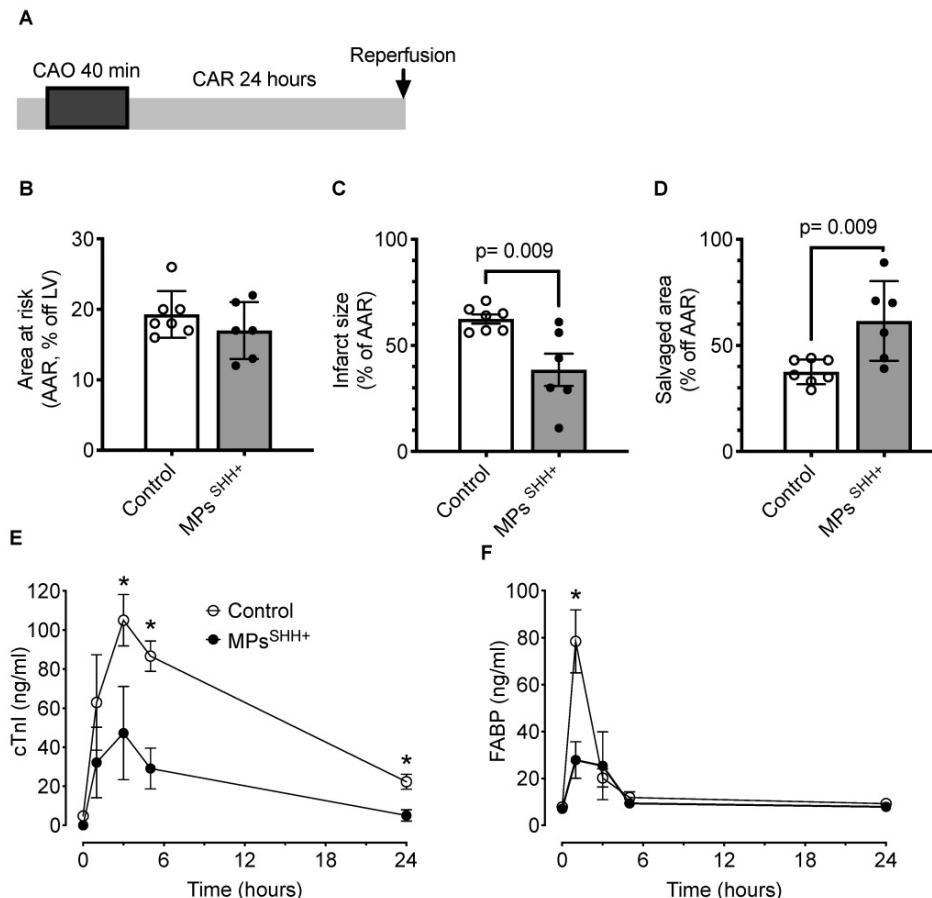 A
Reperfusion
CAO 40 min
CAR 24 hours
B
C
D
30
20
10
0
Area at risk
(AAR, % off LV)
Control
MPs SHH+
100
50
0
Infarct size
(% of AAR)
p= 0.009
Control
MPs SHH+
100
50
0
Salvaged area
(% off AAR)
p= 0.009
Control
MPs SHH+
E
120
100
80
60
40
20
0
cTnI (ng/ml)
*
*
*
Control
MPsSHH+
0
6
12
18
24
Time (hours)
F
100
80
60
40
20
0
FABP (ng/ml)
*
0
6
12
18
24
Time (hours)